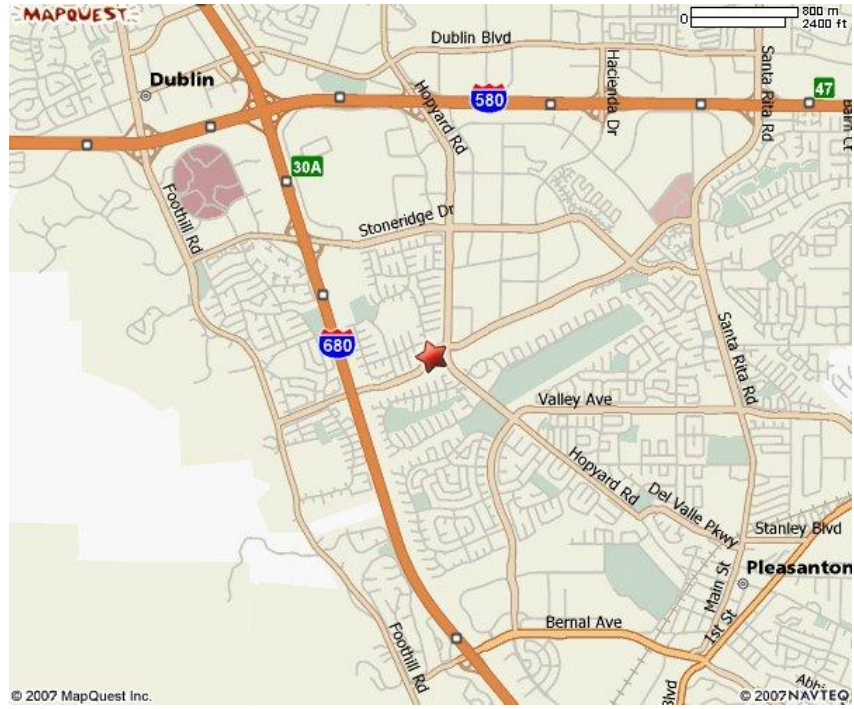 MAPQUEST
0
800 m
2400 ft
Dublin Blvd
Dublin
Hopyard Rd
Hacienda Dr
Santa Rita Rd
580
47
30A
Foothill Rd
Stoneridge Dr
680
Santa Rita Rd
Valley Ave
Hopyard Rd
Del Valle Pkwy
Stanley Blvd
Pleasanton
Main St
1st St
Bernal Ave
Foothill Rd
Blvd
© 2007 MapQuest Inc.
© 2007 NAVTEQ